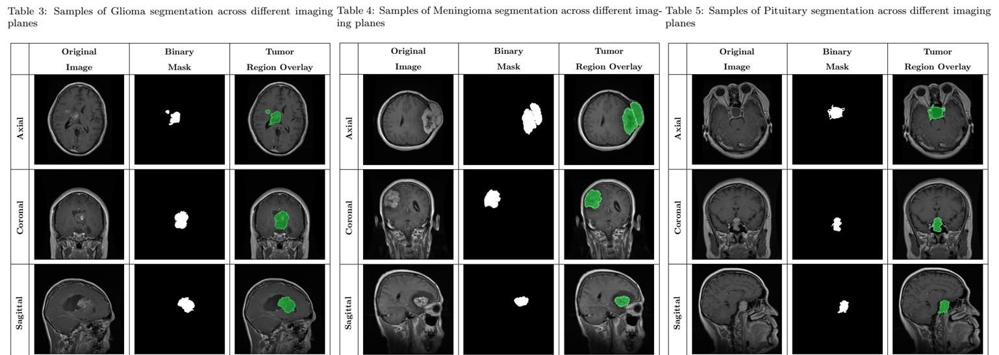 Table 3: Samples of Glioma segmentation across different imaging
planes
Original
Image
Binary
Mask
Tumor
Region Overlay
Axial
Coronal
Sagittal
Table 4: Samples of Meningioma segmentation across different imag-
ing planes
Original
Image
Binary
Mask
Tumor
Region Overlay
Axial
Coronal
Sagittal
Table 5: Samples of Pituitary segmentation across different imaging
planes
Original
Image
Binary
Mask
Tumor
Region Overlay
Axial
Coronal
Sagittal